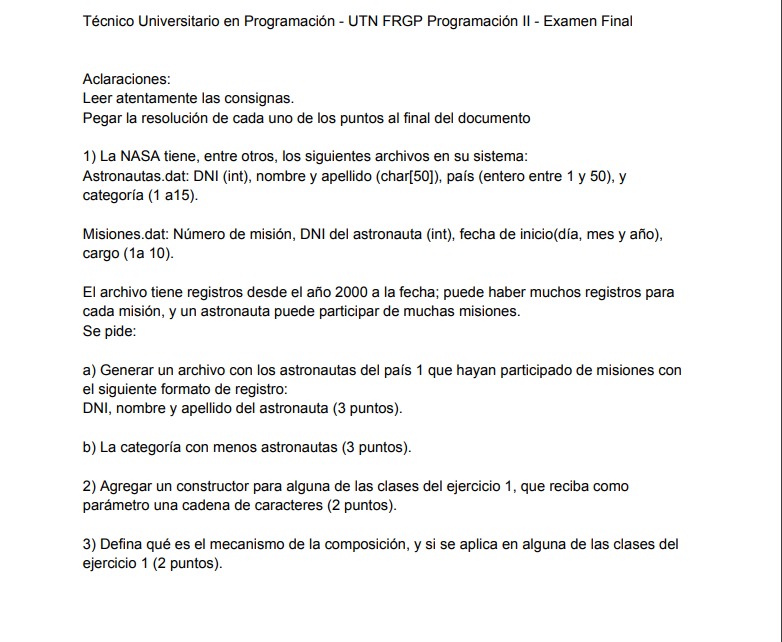 Técnico Universitario en Programación - UTN FRGP Programación II - Examen Final
Aclaraciones:
Leer atentamente las consignas.
Pegar la resolución de cada uno de los puntos al final del documento
1) La NASA tiene, entre otros, los siguientes archivos en su sistema:
Astronautas.dat: DNI (int), nombre y apellido (char[50]), país (entero entre 1 y 50), y
categoría (1 a15).
Misiones.dat: Número de misión, DNI del astronauta (int), fecha de inicio(día, mes y año),
cargo (1a 10).
El archivo tiene registros desde el año 2000 a la fecha; puede haber muchos registros para
cada misión, y un astronauta puede participar de muchas misiones.
Se pide:
a) Generar un archivo con los astronautas del país 1 que hayan participado de misiones con
el siguiente formato de registro:
DNI, nombre y apellido del astronauta (3 puntos).
b) La categoría con menos astronautas (3 puntos).
2) Agregar un constructor para alguna de las clases del ejercicio 1, que reciba como
parámetro una cadena de caracteres (2 puntos).
3) Defina qué es el mecanismo de la composición, y si se aplica en alguna de las clases del
ejercicio 1 (2 puntos).